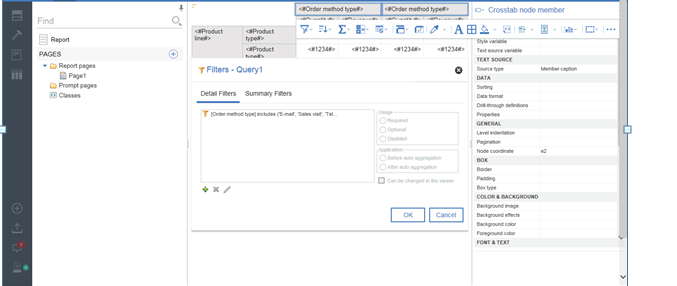 Find
Report
PAGES
Report pages
Page1
Prompt pages
Classes
<#Order method type#>
<#Order method type#>
<#Product line#>
<#Product type#>
<#Product type#>
<#1234#>
<#1234#>
<#1234#>
<#1234#>
Filters - Query1
Detail Filters
Summary Filters
[Order method type] includes ('E-mail', 'Sales visit', 'Tel...
Usage
Required
Optional
Disabled
Application
Before auto aggregation
After auto aggregation
Can be changed in the viewer
OK
Cancel
Crosstab node member
Style variable
Text source variable
TEXT SOURCE
Source type
Member caption
DATA
Sorting
Data format
Drill-through definitions
Properties
GENERAL
Level indentation
Pagination
Node coordinate
e2
BOX
Border
Padding
Box type
COLOR & BACKGROUND
Background image
Background effects
Background color
Foreground color
FONT & TEXT